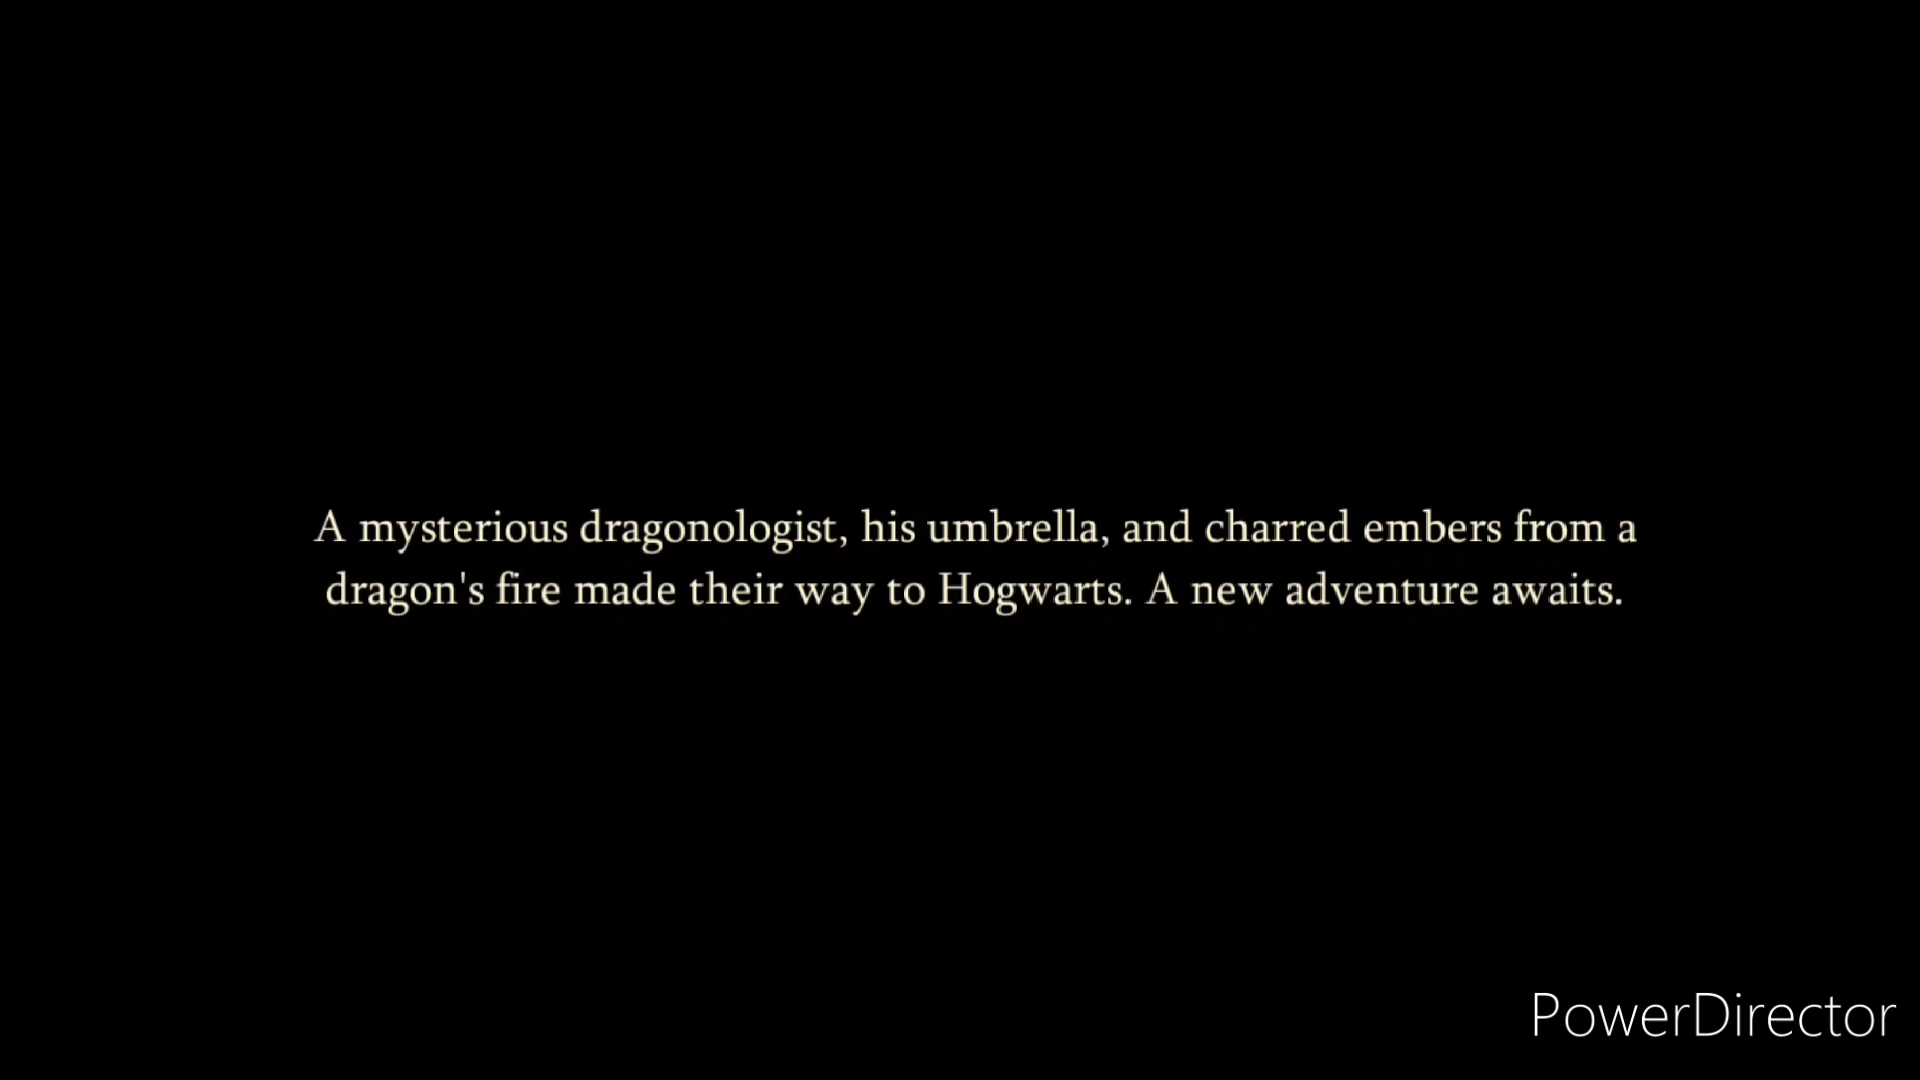 A mysterious dragonologist, his umbrella, and charred embers from a
dragon's fire made their way to Hogwarts. A new adventure awaits.
PowerDirector